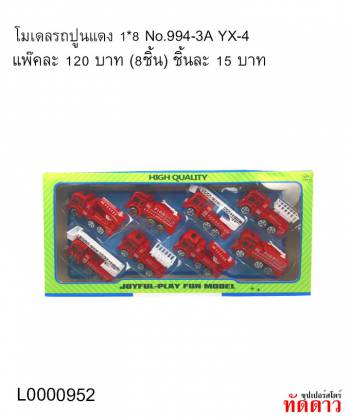 โมเดลรถปูนแดง 1*8 No.994-3A YX-4
แพ๊คละ 120 บาท (8ชิ้น) ชิ้นละ 15 บาท
HIGH QUALITY
JOYFUL-PLAY FUN MODEL
L0000952
ซุปเปอร์สโตร์
ทัดดาว